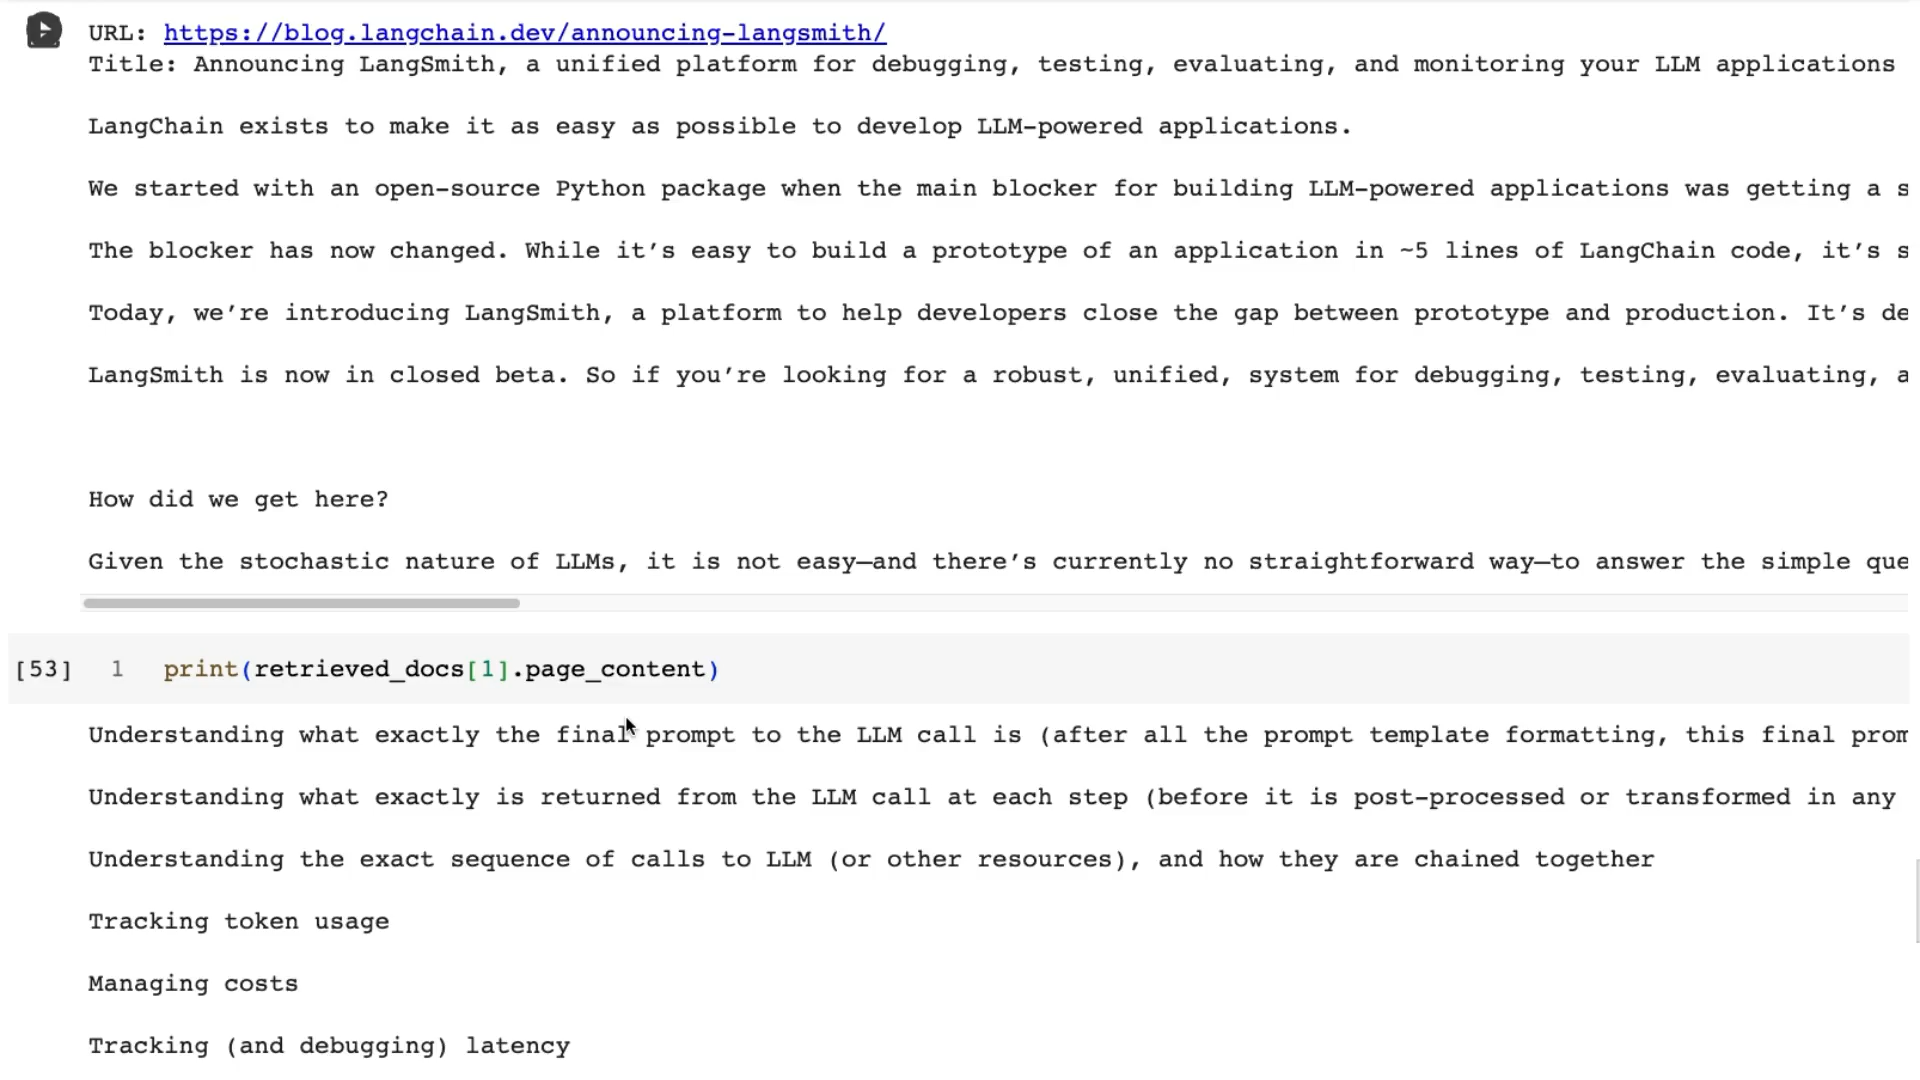 URL: https://blog.langchain.dev/announcing-langsmith/
Title: Announcing LangSmith, a unified platform for debugging, testing, evaluating, and monitoring your LLM applications
LangChain exists to make it as easy as possible to develop LLM-powered applications.
We started with an open-source Python package when the main blocker for building LLM-powered applications was getting a s
The blocker has now changed. While it’s easy to build a prototype of an application in ~5 lines of LangChain code, it’s s
Today, we’re introducing LangSmith, a platform to help developers close the gap between prototype and production. It’s de
LangSmith is now in closed beta. So if you’re looking for a robust, unified, system for debugging, testing, evaluating, a
How did we get here?
Given the stochastic nature of LLMs, it is not easy—and there’s currently no straightforward way—to answer the simple que
[53] 1 print(retrieved_docs[1].page_content)
Understanding what exactly the final prompt to the LLM call is (after all the prompt template formatting, this final prom
Understanding what exactly is returned from the LLM call at each step (before it is post-processed or transformed in any
Understanding the exact sequence of calls to LLM (or other resources), and how they are chained together
Tracking token usage
Managing costs
Tracking (and debugging) latency